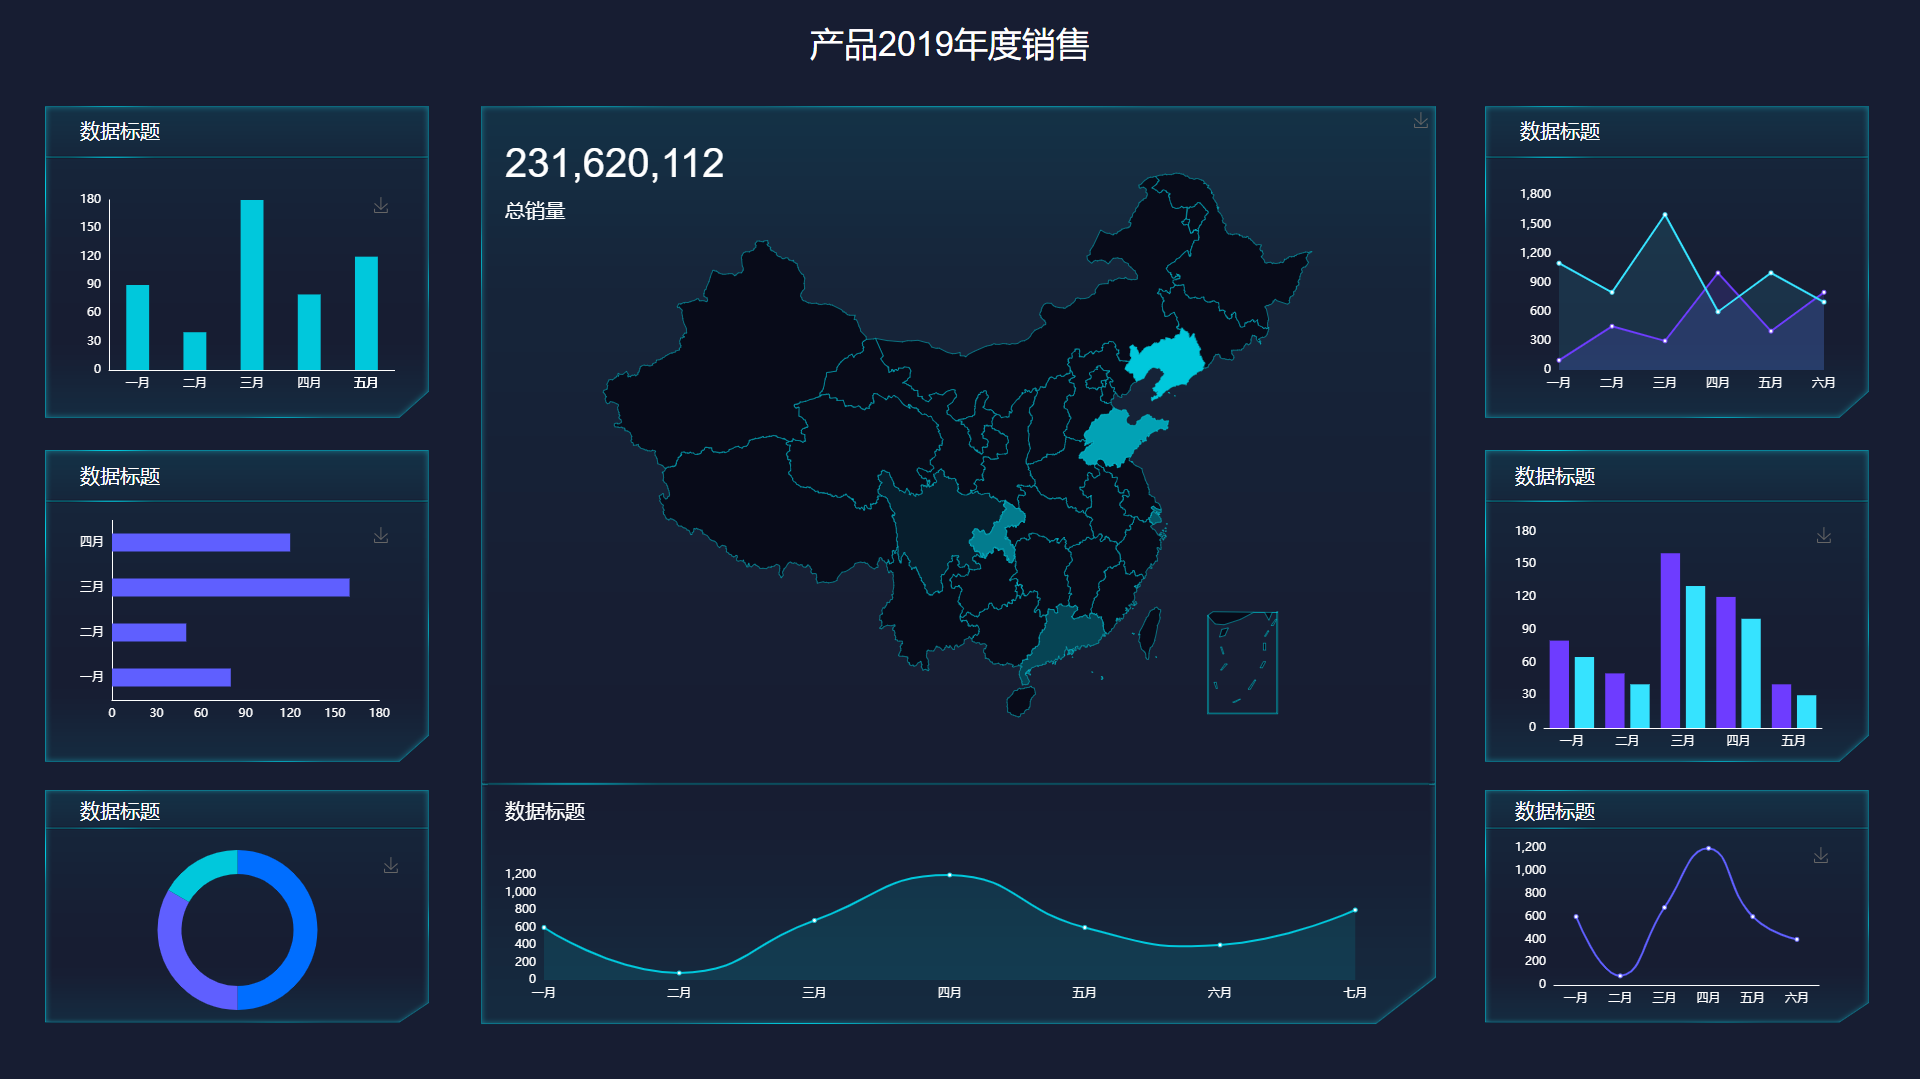 产品2019年度销售
数据标题
180
150
120
90
60
30
0
一月 二月 三月 四月 五月
数据标题
四月
三月
二月
一月
0 30 60 90 120 150 180
数据标题
231,620,112
总销量
数据标题
1,200
1,000
800
600
400
200
0
一月 二月 三月 四月 五月 六月 七月
数据标题
1,800
1,500
1,200
900
600
300
0
一月 二月 三月 四月 五月 六月
数据标题
180
150
120
90
60
30
0
一月 二月 三月 四月 五月
数据标题
1,200
1,000
800
600
400
200
0
一月 二月 三月 四月 五月 六月